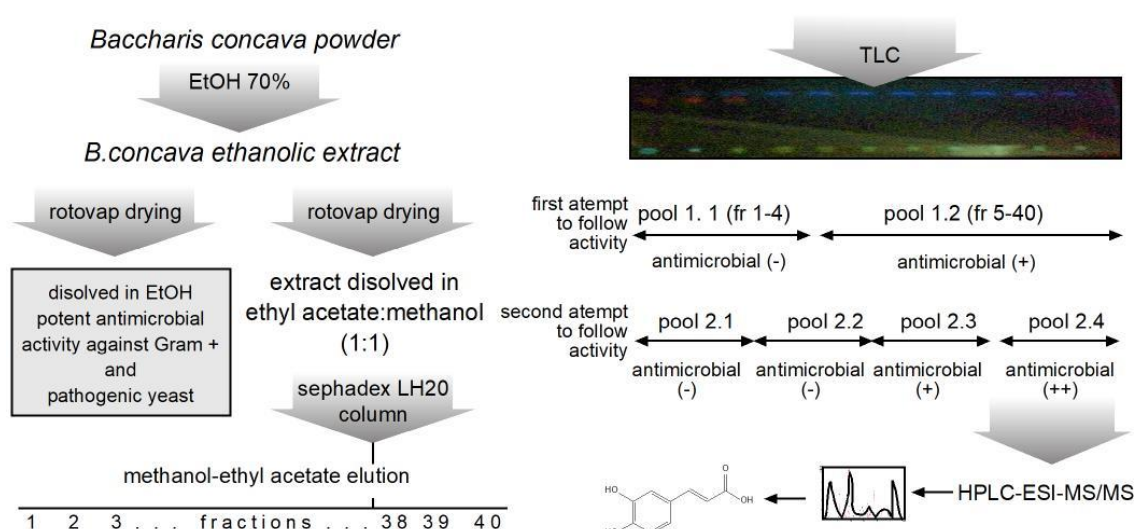 Baccharis concava powder
EtOH 70%
B.concava ethanolic extract
rotovap drying
rotovap drying
disolved in EtOH
potent antimicrobial
activity against Gram +
and
pathogenic yeast
extract disolved in
ethyl acetate:methanol
(1:1)
sephadex LH20
column
methanol-ethyl acetate elution
1 2 3 . . . fractions . . . 38 39 40
TLC
first atempt
to follow
activity
pool 1. 1 (fr 1-4)
pool 1.2 (fr 5-40)
antimicrobial (-)
antimicrobial (+)
second atempt
to follow
activity
pool 2.1
pool 2.2
pool 2.3
pool 2.4
antimicrobial
(-)
antimicrobial
(-)
antimicrobial
(+)
antimicrobial
(++)
HPLC-ESI-MS/MS
HO
O
OH